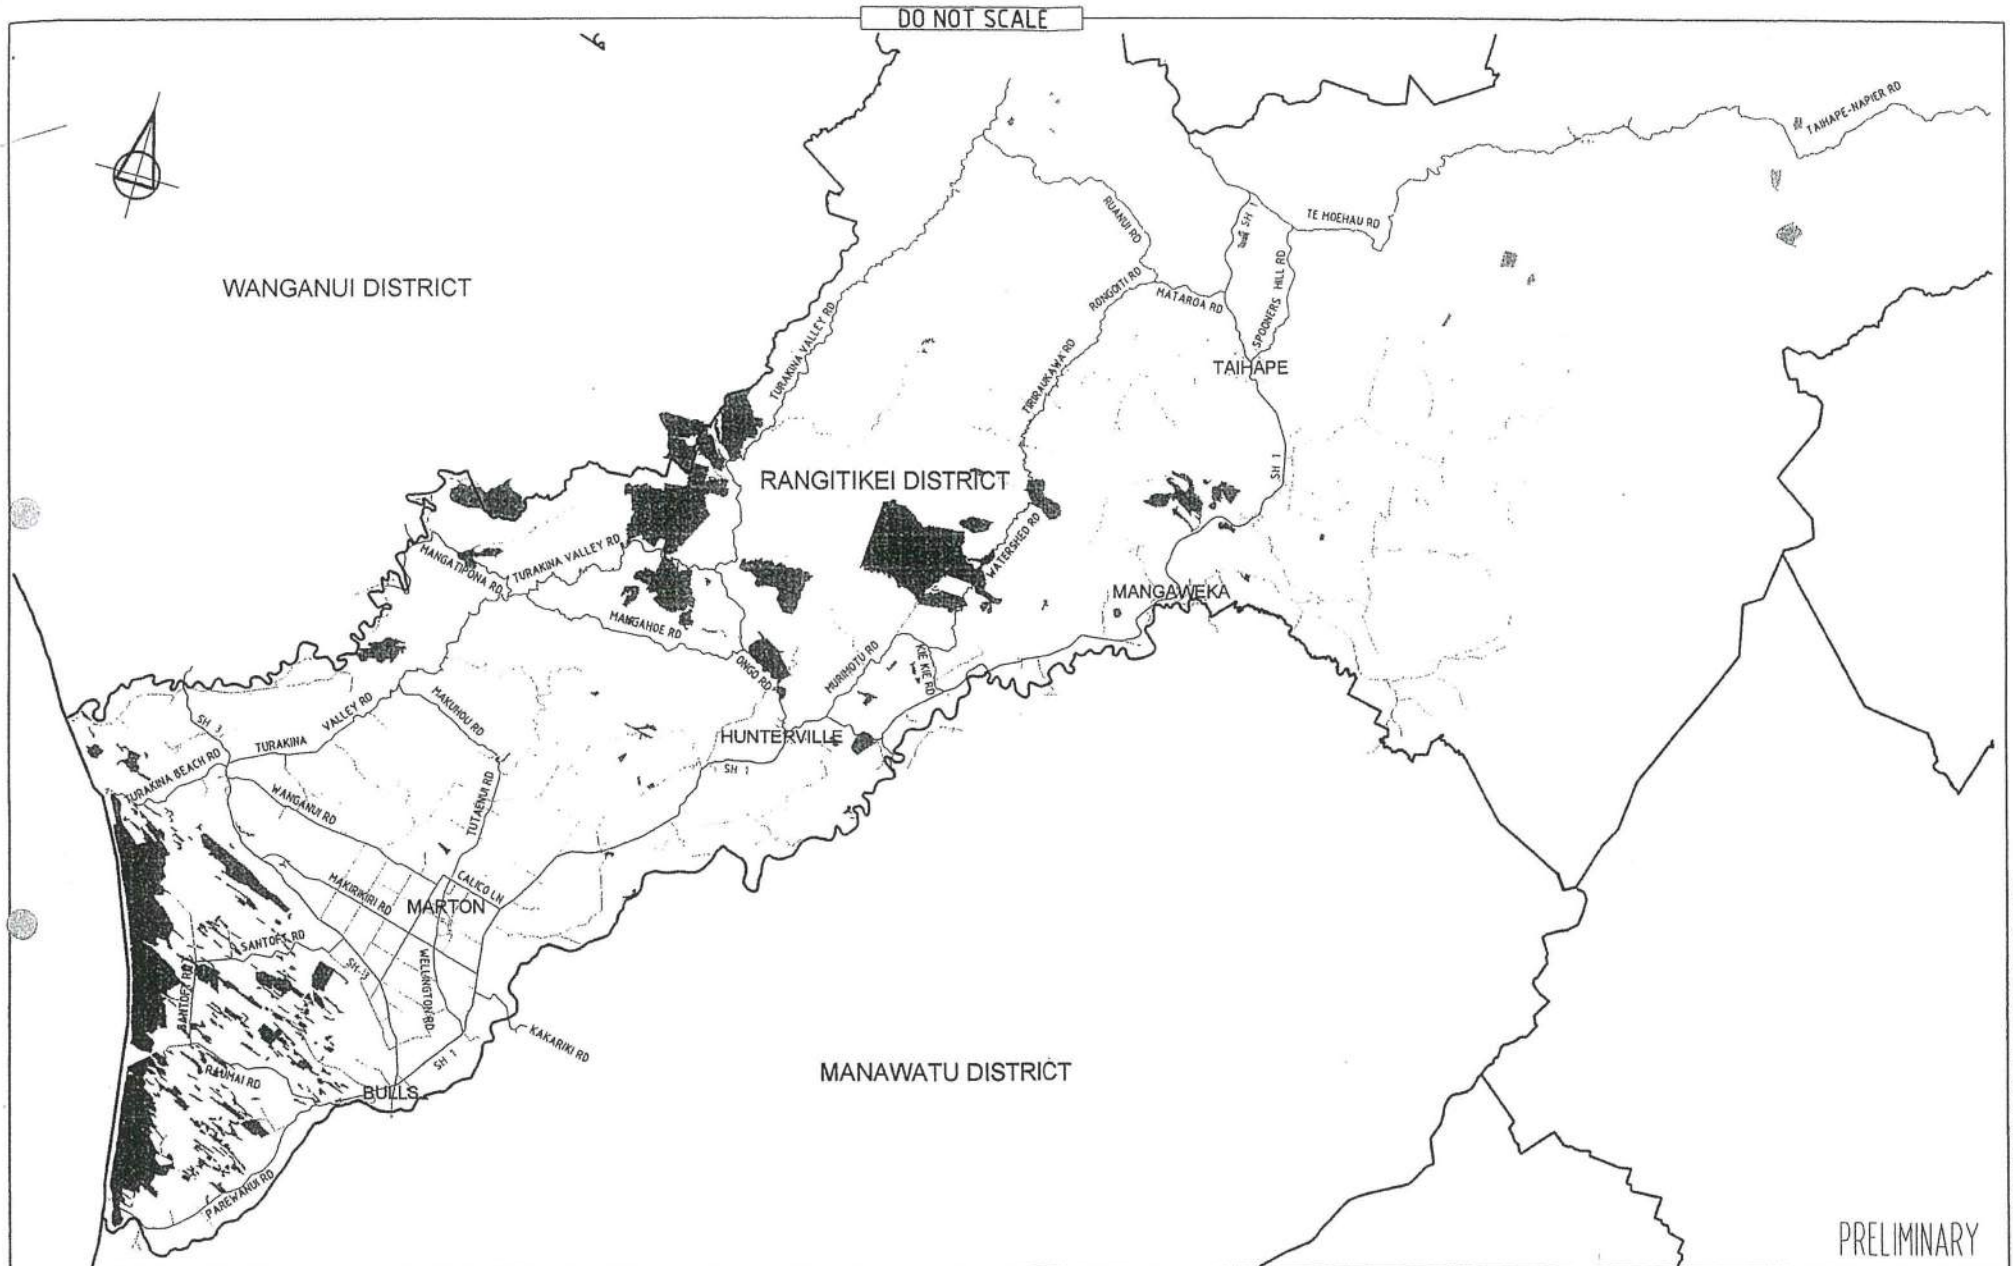 DO NOT SCALE
TAIHAPE-NAPIER RD
RUANUI RD
SH 1
TE MOEHAU RD
WANGANUI DISTRICT
RONGOITI RD
MATAROA RD
SPOONERS HILL RD
TURAKINA VALLEY RD
TIRIRAUKAWA RD
TAIHAPE
SH 1
RANGITIKEI DISTRICT
WATERSHED RD
MANGATIPONA RD
TURAKINA VALLEY RD
MANGAWEKA
MANGAHOE RD
ONGO RD
MURIMOTU RD
KIE KIE RD
MAKUHOU RD
SH 3
TURAKINA VALLEY RD
HUNTERVILLE
SH 1
TURAKINA BEACH RD
WANGANUI RD
TUTAENUI RD
CALICO LN
MAKIRIKIRI RD
MARTON
SANTOFT RD
SH 3
WELLINGTON RD
SANTOFT RD
KAKARIKI RD
SH 1
RAUMAI RD
BULLS
MANAWATU DISTRICT
PAREWANUI RD
PRELIMINARY